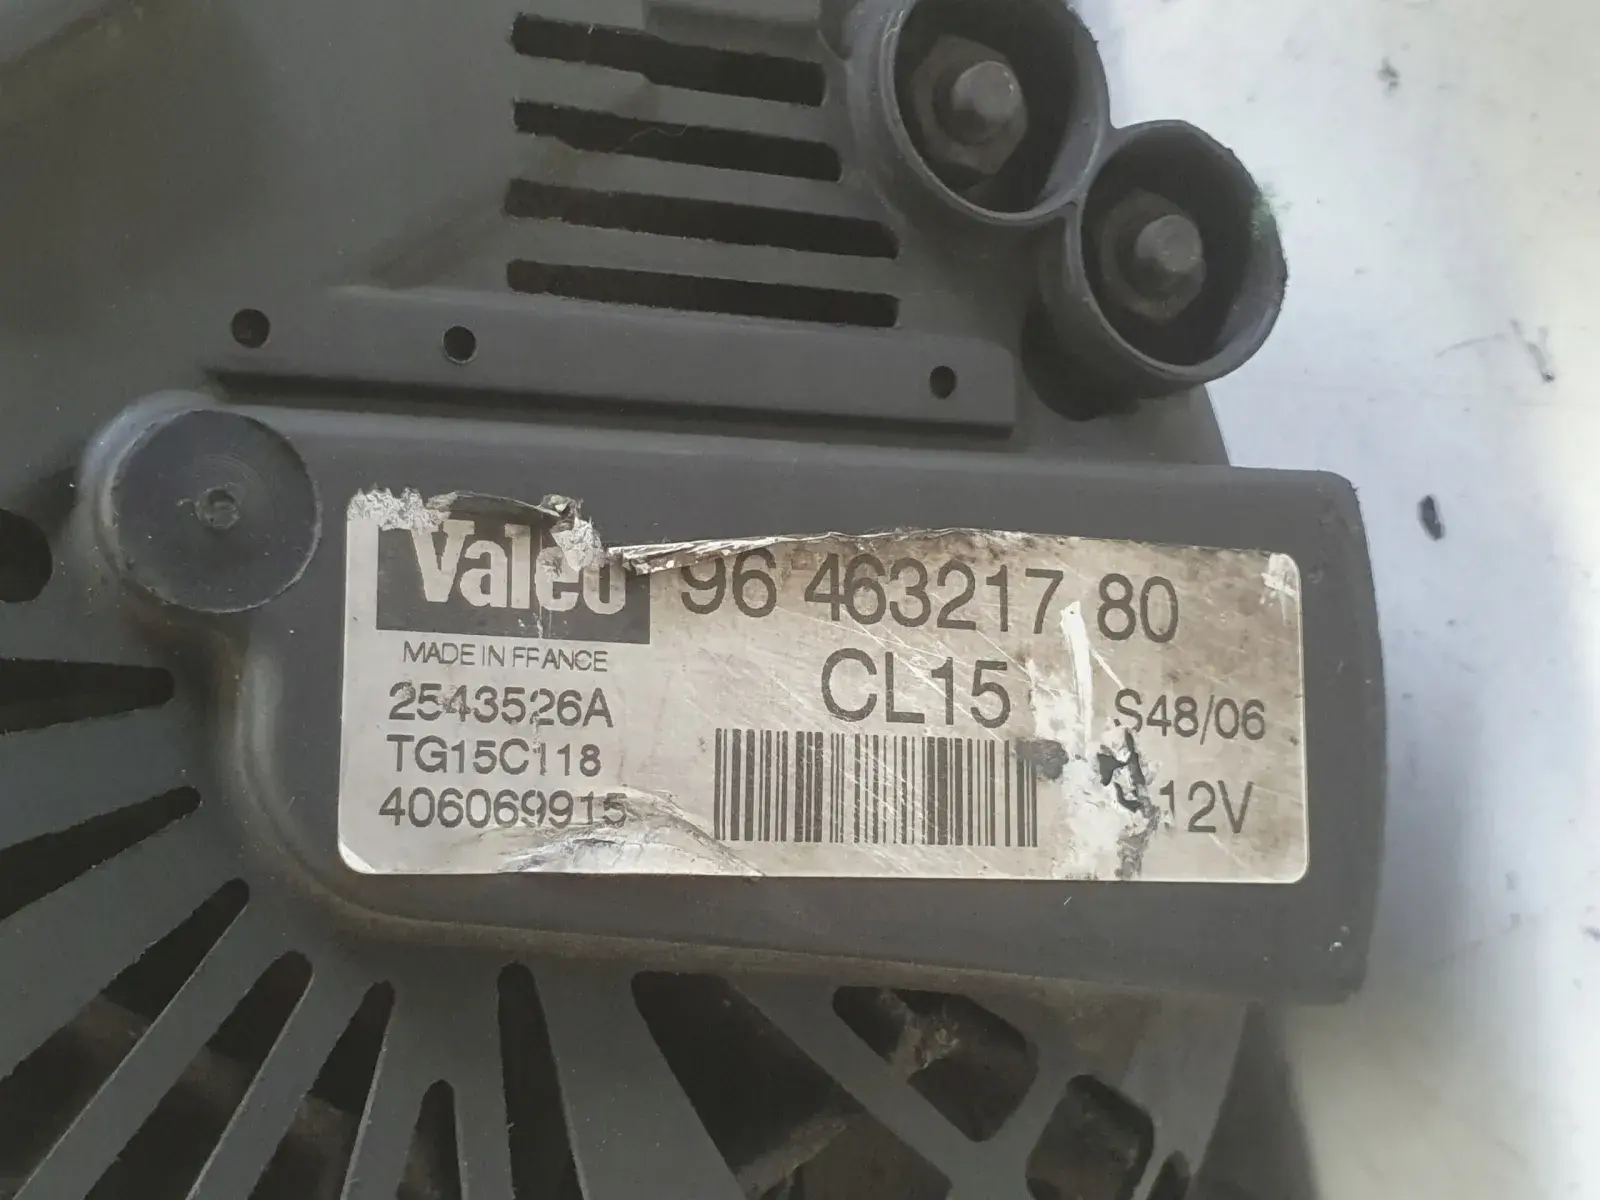 Valeo 96 463217 80
MADE IN FRANCE
CL15
2543526A
S48/06
TG15C118
406069915
12V